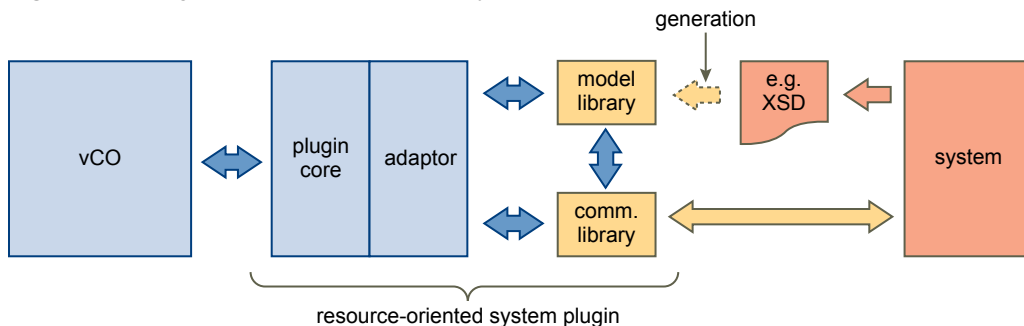 generation
model
library
e.g.
XSD
vCO
plugin
core
adaptor
system
comm.
library
resource-oriented system plugin